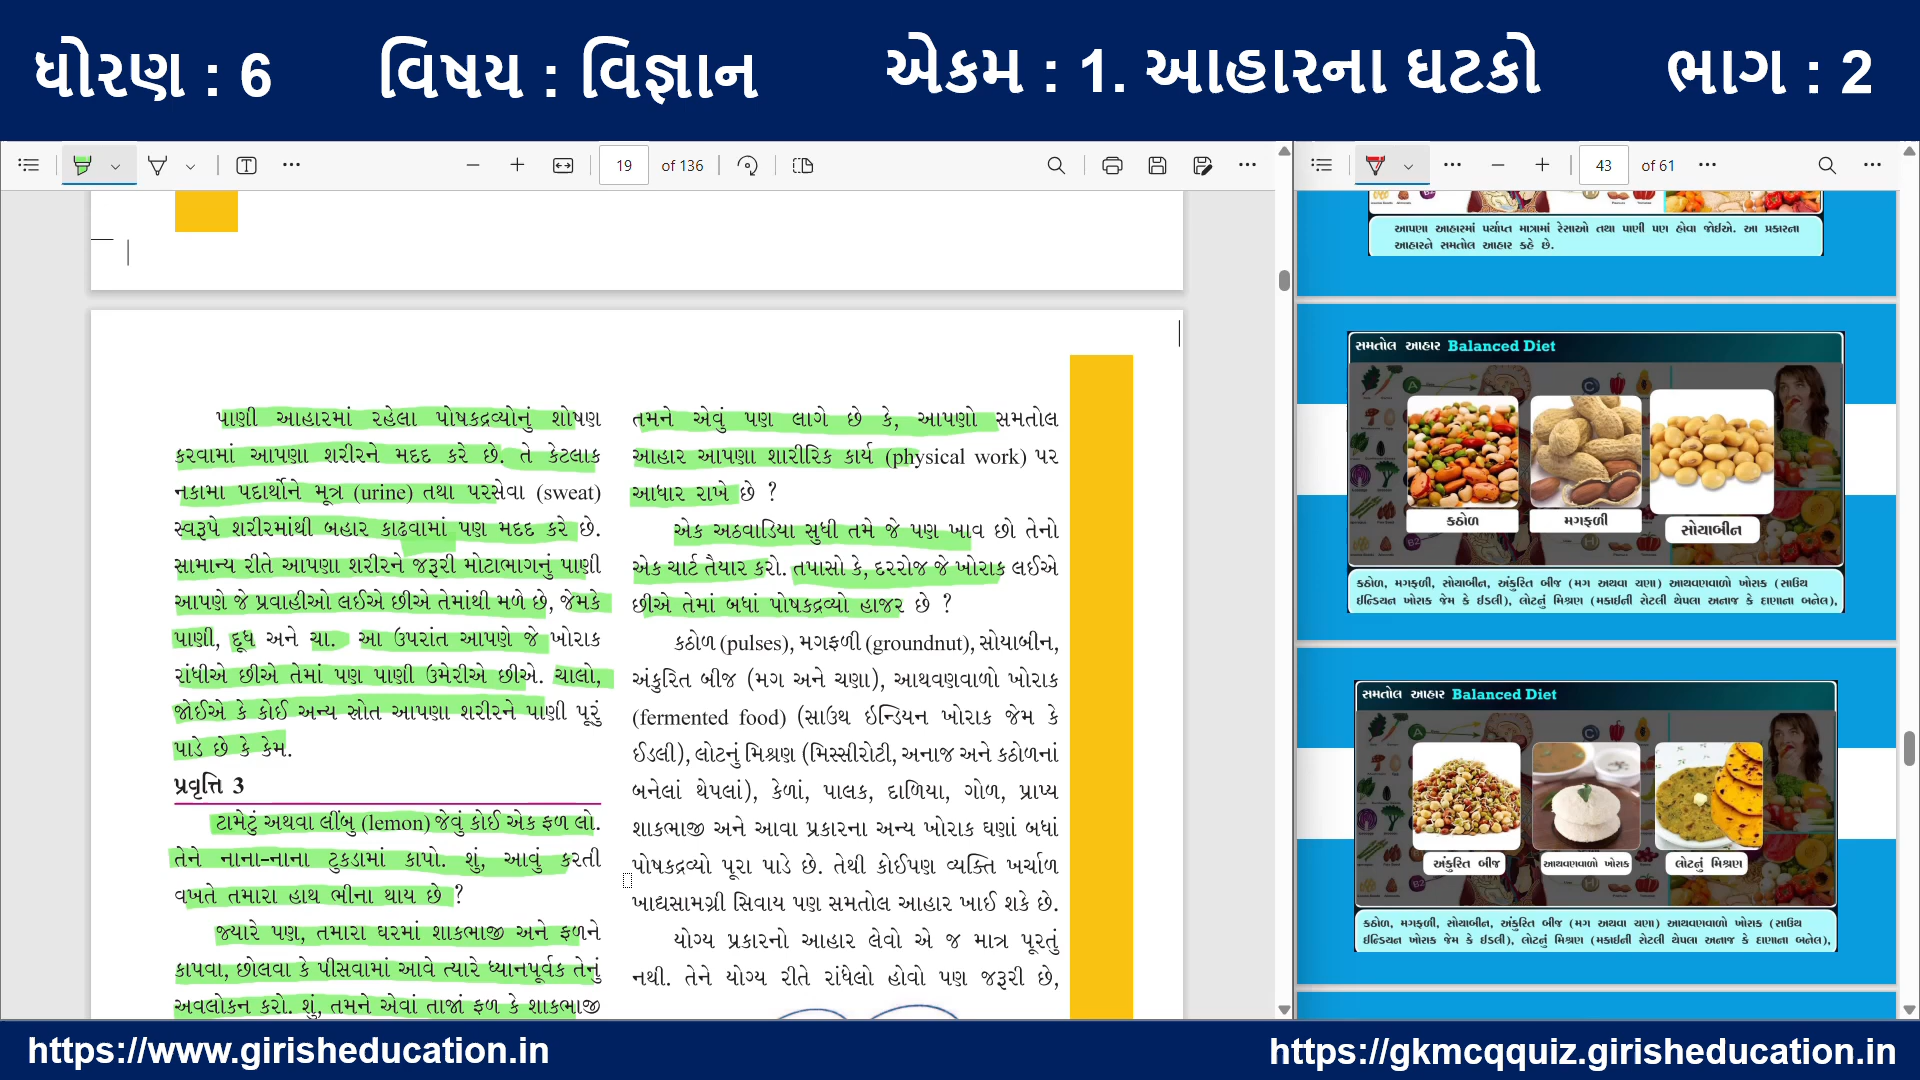 ધોરણ : 6 વિષય : વિજ્ઞાન એકમ : 1. આહારના ઘટકો ભાગ : 2
19 of 136
43 of 61
પાણી આહારમાં રહેલા પોષકદ્રવ્યોનું શોષણ
કરવામાં આપણા શરીરને મદદ કરે છે. તે કેટલાક
નકામા પદાર્થોને મૂત્ર (urine) તથા પરસેવા (sweat)
સ્વરૂપે શરીરમાંથી બહાર કાઢવામાં પણ મદદ કરે છે.
સામાન્ય રીતે આપણા શરીરને જરૂરી મોટાભાગનું પાણી
આપણે જે પ્રવાહીઓ લઈએ છીએ તેમાંથી મળે છે, જેમકે
પાણી, દૂધ અને ચા. આ ઉપરાંત આપણે જે ખોરાક
રાંધીએ છીએ તેમાં પણ પાણી ઉમેરીએ છીએ. ચાલો,
જોઈએ કે કોઈ અન્ય સ્રોત આપણા શરીરને પાણી પૂરું
પાડે છે કે કેમ.
પ્રવૃત્તિ 3
ટામેટું અથવા લીંબુ (lemon) જેવું કોઈ એક ફળ લો.
તેને નાના-નાના ટુકડામાં કાપો. શું, આવું કરતી
વખતે તમારા હાથ ભીના થાય છે ?
જ્યારે પણ, તમારા ઘરમાં શાકભાજી અને ફળને
કાપવા, છોલવા કે પીસવામાં આવે ત્યારે ધ્યાનપૂર્વક તેનું
અવલોકન કરો. શું, તમને એવાં તાજાં ફળ કે શાકભાજી
તમને એવું પણ લાગે છે કે, આપણો સમતોલ
આહાર આપણા શારીરિક કાર્ય (physical work) પર
આધાર રાખે છે ?
એક અઠવાડિયા સુધી તમે જે પણ ખાવ છો તેનો
એક ચાર્ટ તૈયાર કરો. તપાસો કે, દરરોજ જે ખોરાક લઈએ
છીએ તેમાં બધાં પોષકદ્રવ્યો હાજર છે ?
કઠોળ (pulses), મગફળી (groundnut), સોયાબીન,
અંકુરિત બીજ (મગ અને ચણા), આથવણવાળો ખોરાક
(fermented food) (સાઉથ ઇન્ડિયન ખોરાક જેમ કે
ઈડલી), લોટનું મિશ્રણ (મિસ્સીરોટી, અનાજ અને કઠોળનાં
બનેલાં થેપલાં), કેળાં, પાલક, દાળિયા, ગોળ, પ્રાપ્ય
શાકભાજી અને આવા પ્રકારના અન્ય ખોરાક ઘણાં બધાં
પોષકદ્રવ્યો પૂરા પાડે છે. તેથી કોઈપણ વ્યક્તિ ખર્ચાળ
ખાદ્યસામગ્રી સિવાય પણ સમતોલ આહાર ખાઈ શકે છે.
યોગ્ય પ્રકારનો આહાર લેવો એ જ માત્ર પૂરતું
નથી. તેને યોગ્ય રીતે રાંધેલો હોવો પણ જરૂરી છે,
આપણા આહારમાં પર્યાપ્ત માત્રામાં રેસાઓ તથા પાણી પણ હોવા જોઈએ. આ પ્રકારના
આહારને સમતોલ આહાર કહે છે.
સમતોલ આહાર Balanced Diet
કઠોળ મગફળી સોયાબીન
કઠોળ, મગફળી, સોયાબીન, અંકુરિત બીજ (મગ અથવા ચણા) આથવણવાળો ખોરાક (સાઉથ
ઈન્ડિયન ખોરાક જેમ કે ઈડલી), લોટનું મિશ્રણ (મકાઈની રોટલી થેપલા અનાજ કે દાણાના બનેલ),
સમતોલ આહાર Balanced Diet
અંકુરિત બીજ આથવણવાળો ખોરાક લોટનું મિશ્રણ
કઠોળ, મગફળી, સોયાબીન, અંકુરિત બીજ (મગ અથવા ચણા) આથવણવાળો ખોરાક (સાઉથ
ઈન્ડિયન ખોરાક જેમ કે ઈડલી), લોટનું મિશ્રણ (મકાઈની રોટલી થેપલા અનાજ કે દાણાના બનેલ),
https://www.girisheducation.in https://gkmcqquiz.girisheducation.in